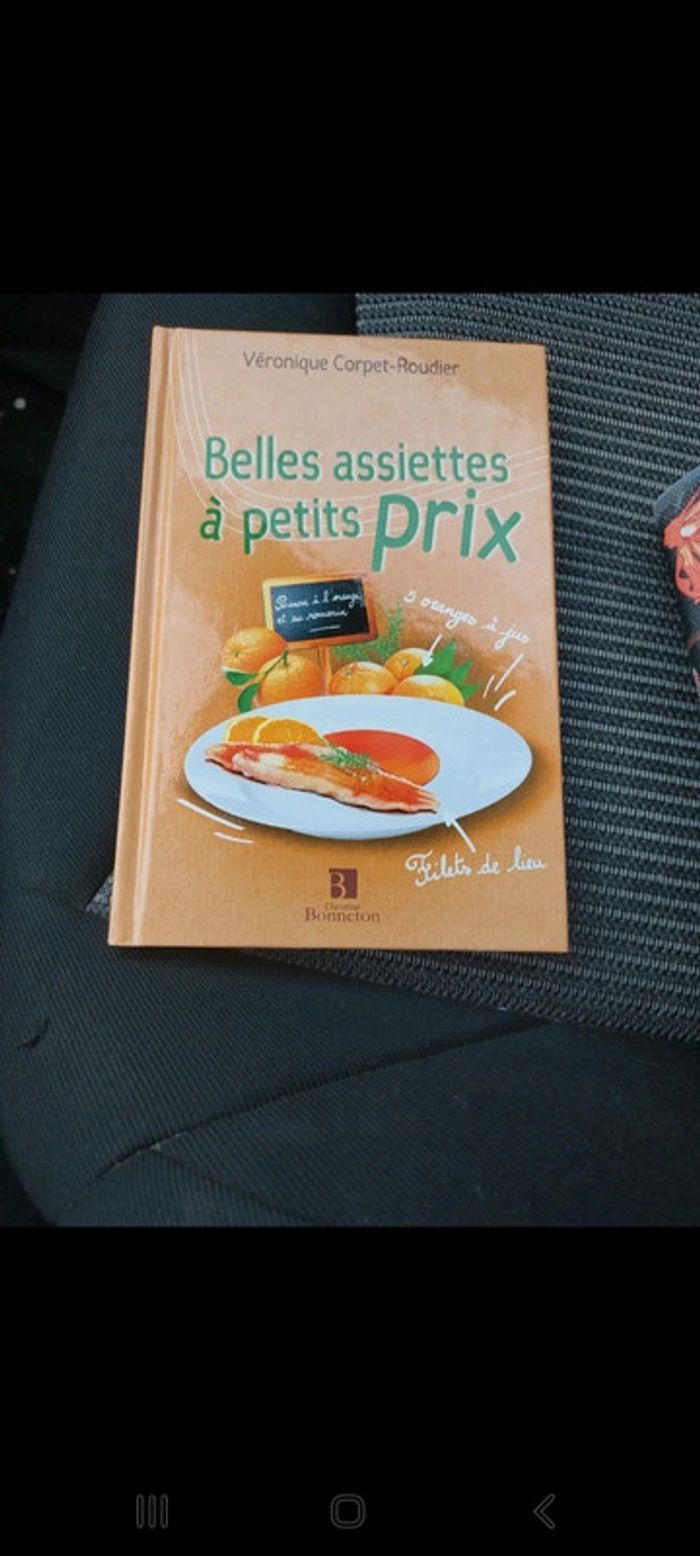 Véronique Corpet-Roudier
Belles assiettes
à petits prix
Poisson à l'orange
et au romarin
5 oranges à jus
Filets de lieu
B
Christine
Bonneton